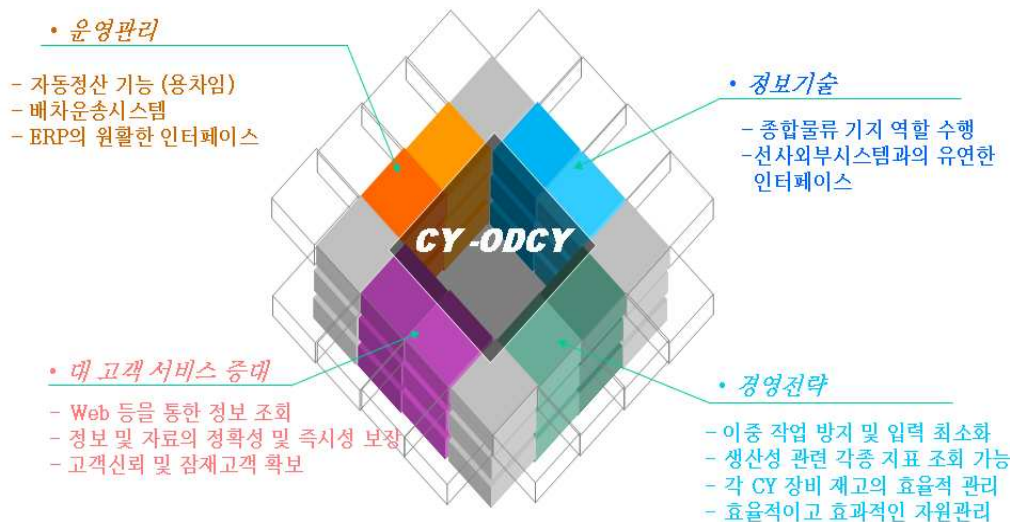 • 운영관리
- 자동정산 기능 (용차임)
- 배차운송시스템
- ERP의 원활한 인터페이스
• 정보기술
- 종합물류 기지 역할 수행
-선사외부시스템과의 유연한
인터페이스
CY-ODCY
• 대 고객 서비스 증대
- Web 등을 통한 정보 조회
- 정보 및 자료의 정확성 및 즉시성 보장
- 고객신뢰 및 잠재고객 확보
• 경영전략
- 이중 작업 방지 및 입력 최소화
- 생산성 관련 각종 지표 조회 가능
- 각 CY 장비 재고의 효율적 관리
- 효율적이고 효과적인 자원관리